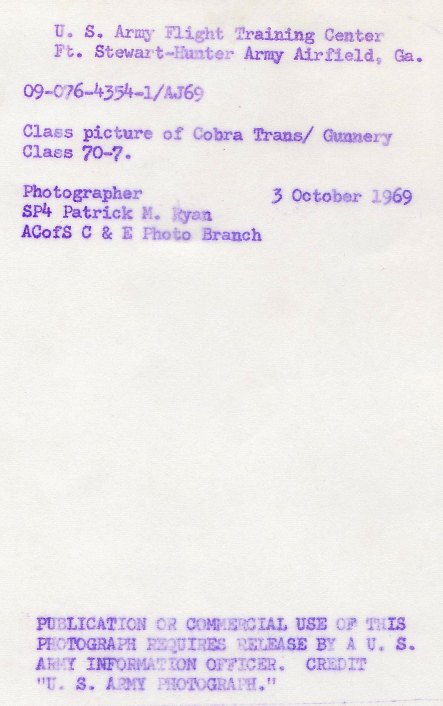 U. S. Army Flight Training Center
Ft. Stewart-Hunter Army Airfield, Ga.
09-076-4354-1/AJ69
Class picture of Cobra Trans/ Gunnery
Class 70-7.
Photographer 3 October 1969
SP4 Patrick M. Ryan
ACofS C & E Photo Branch
PUBLICATION OR COMMERCIAL USE OF THIS
PHOTOGRAPH REQUIRES RELEASE BY A U. S.
ARMY INFORMATION OFFICER. CREDIT
"U. S. ARMY PHOTOGRAPH."